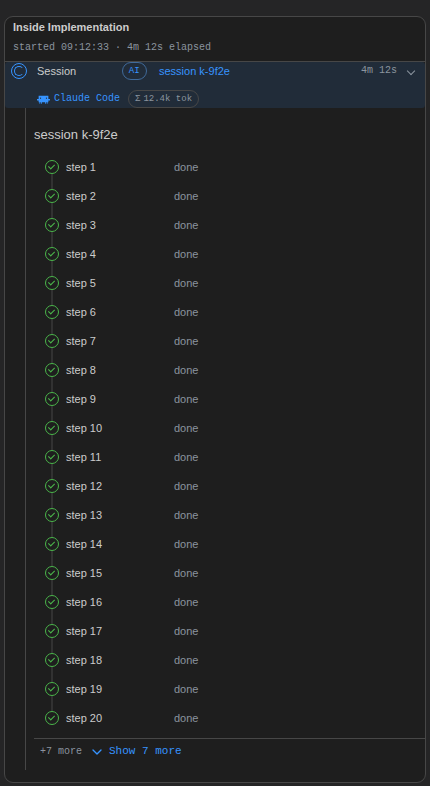 Inside Implementation
started 09:12:33 · 4m 12s elapsed
Session AI session k-9f2e 4m 12s
Claude Code Σ 12.4k tok
session k-9f2e
step 1 done
step 2 done
step 3 done
step 4 done
step 5 done
step 6 done
step 7 done
step 8 done
step 9 done
step 10 done
step 11 done
step 12 done
step 13 done
step 14 done
step 15 done
step 16 done
step 17 done
step 18 done
step 19 done
step 20 done
+7 more Show 7 more